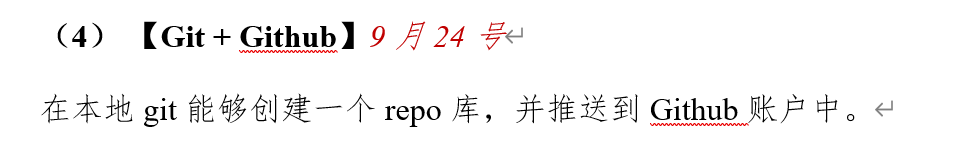 （4） 【Git + Github】9 月 24 号
在本地 git 能够创建一个 repo 库，并推送到 Github 账户中。